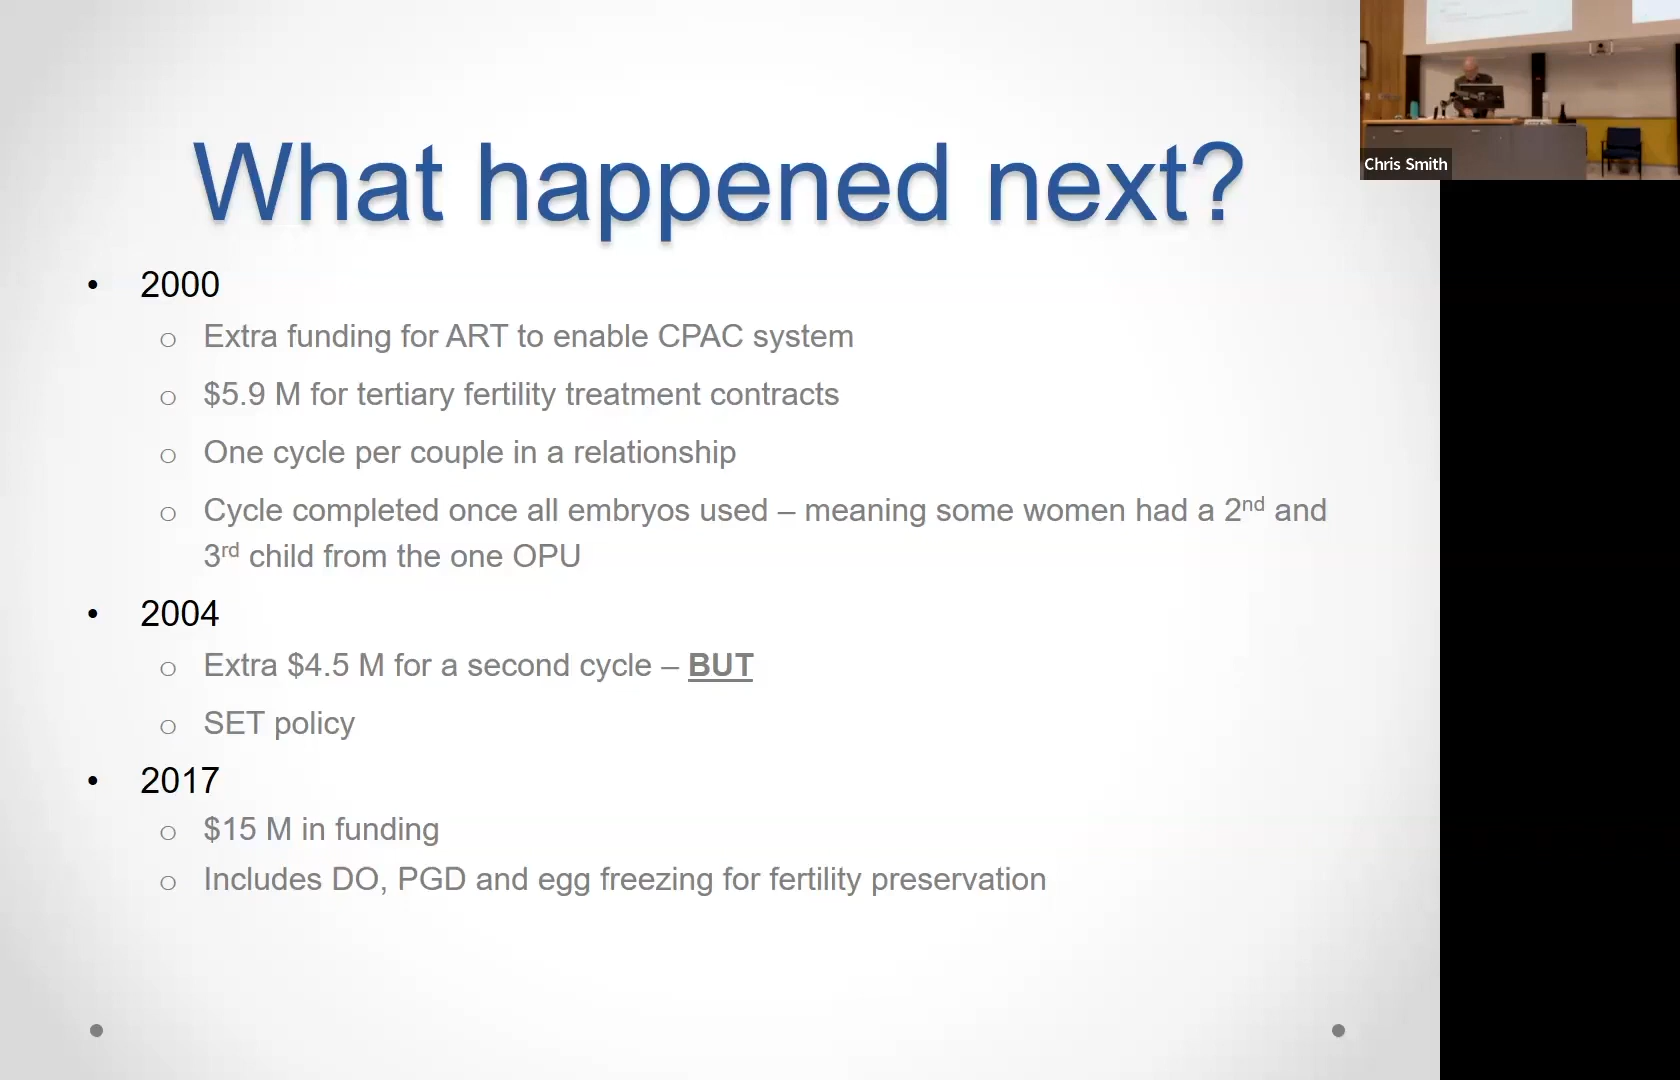 What happened next?
• 2000
o Extra funding for ART to enable CPAC system
o $5.9 M for tertiary fertility treatment contracts
o One cycle per couple in a relationship
o Cycle completed once all embryos used – meaning some women had a 2nd and
3rd child from the one OPU
• 2004
o Extra $4.5 M for a second cycle – BUT
o SET policy
• 2017
o $15 M in funding
o Includes DO, PGD and egg freezing for fertility preservation
Chris Smith